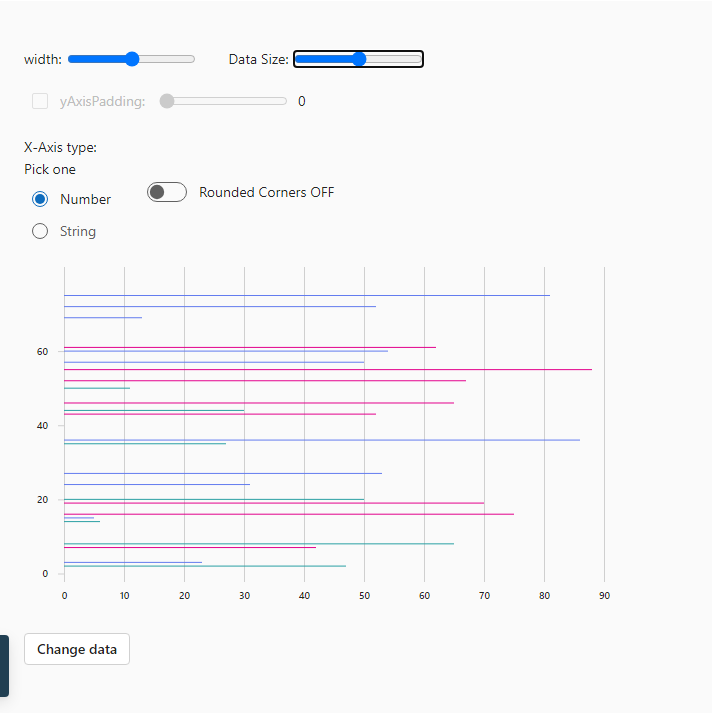 width: Data Size:
yAxisPadding: 0
X-Axis type:
Pick one
Number Rounded Corners OFF
String
60
40
20
0
0 10 20 30 40 50 60 70 80 90
Change data